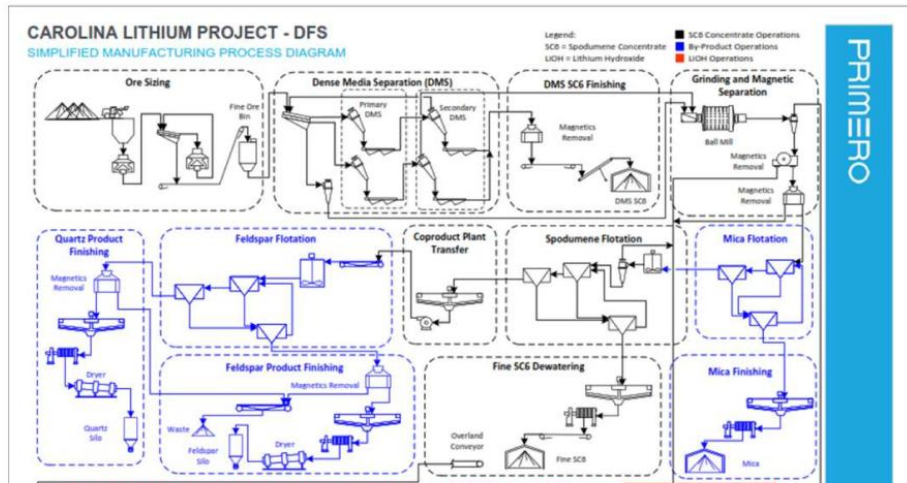 CAROLINA LITHIUM PROJECT - DFS
SIMPLIFIED MANUFACTURING PROCESS DIAGRAM
Legend:
SC6 = Spodumene Concentrate
LiOH = Lithium Hydroxide
SC6 Concentrate Operations
By-Product Operations
LiOH Operations
PRIMERO
Ore Sizing
Fine Ore
Bin
Dense Media Separation (DMS)
Primary
DMS
Secondary
DMS
DMS SC6 Finishing
Magnetics
Removal
DMS SC6
Grinding and Magnetic
Separation
Ball Mill
Magnetics
Removal
Magnetics
Removal
Quartz Product
Finishing
Magnetics
Removal
Dryer
Quartz
Silo
Feldspar Flotation
Coproduct Plant
Transfer
Spodumene Flotation
Mica Flotation
Feldspar Product Finishing
Magnetics Removal
Waste
Feldspar
Silo
Dryer
Fine SC6 Dewatering
Overland
Conveyor
Fine SC6
Mica Finishing
Mica